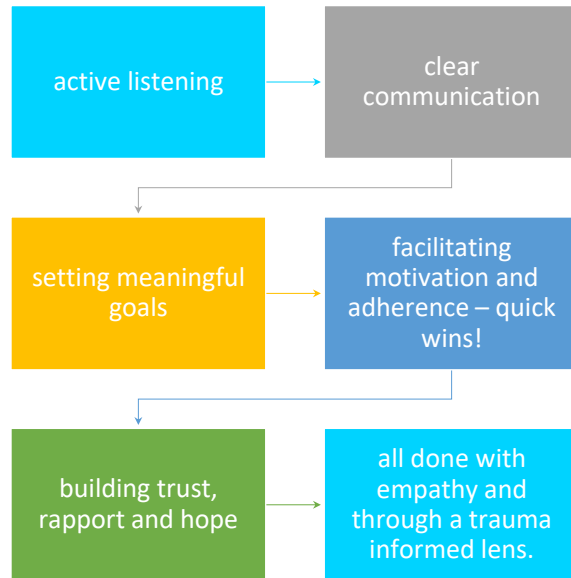 active listening
clear
communication
setting meaningful
goals
facilitating
motivation and
adherence – quick
wins!
building trust,
rapport and hope
all done with
empathy and
through a trauma
informed lens.